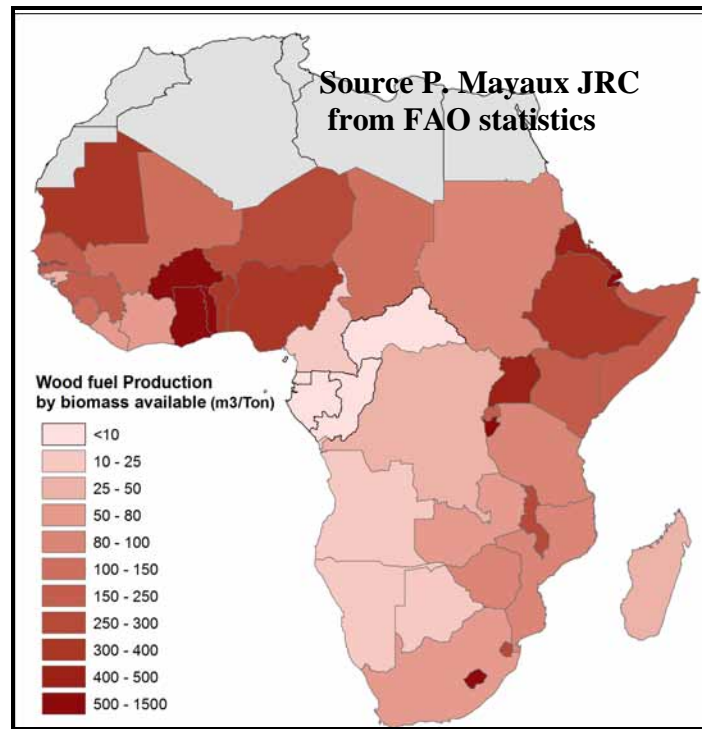 Source P. Mayaux JRC
from FAO statistics
Wood fuel Production
by biomass available (m3/Ton)
<10
10 - 25
25 - 50
50 - 80
80 - 100
100 - 150
150 - 250
250 - 300
300 - 400
400 - 500
500 - 1500